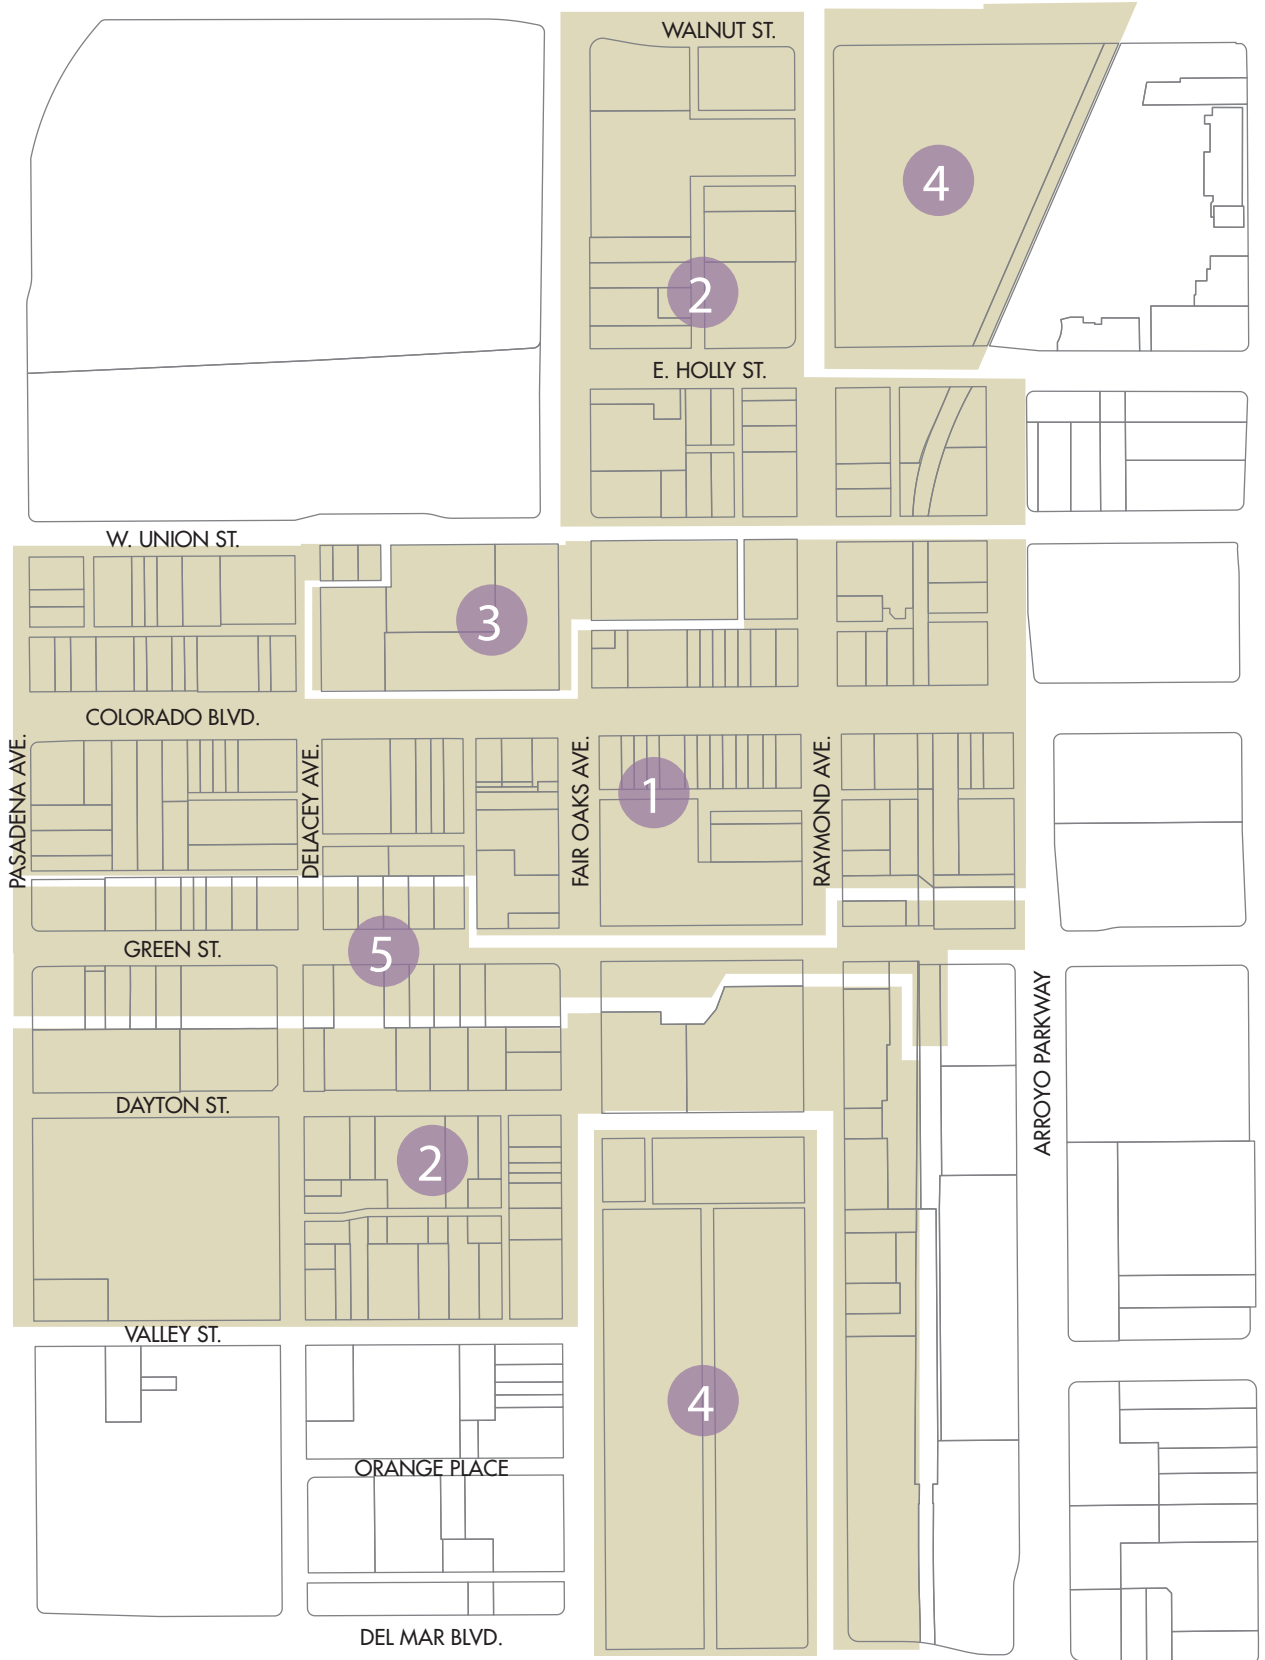 WALNUT ST.
4
2
E. HOLLY ST.
W. UNION ST.
3
COLORADO BLVD.
PASADENA AVE.
DELACEY AVE.
FAIR OAKS AVE.
1
RAYMOND AVE.
GREEN ST.
5
ARROYO PARKWAY
DAYTON ST.
2
VALLEY ST.
4
ORANGE PLACE
DEL MAR BLVD.